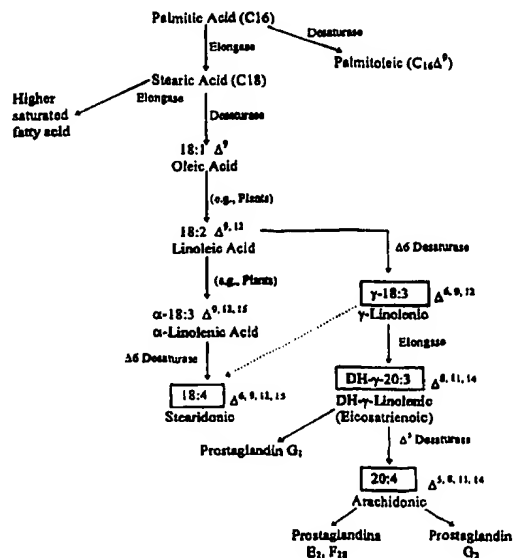 Palmitic Acid (C16)
Desaturase
Elongase
Palmitoleic (C16Δ9)
Stearic Acid (C18)
Elongase
Higher
saturated
fatty acid
Desaturase
18:1 Δ9
Oleic Acid
(e.g., Plants)
18:2 Δ9, 12
Linoleic Acid
Δ6 Desaturase
(e.g., Plants)
γ-18:3 Δ6, 9, 12
γ-Linolenic
α-18:3 Δ9, 12, 15
α-Linolenic Acid
Elongase
Δ6 Desaturase
DH-γ-20:3 Δ8, 11, 14
DH-γ-Linolenic
(Eicosatrienoic)
18:4 Δ6, 9, 12, 15
Stearidonic
Δ5 Desaturase
Prostaglandin G1
20:4 Δ5, 8, 11, 14
Arachidonic
Prostaglandins
E2, F2α
Prostaglandin
G2